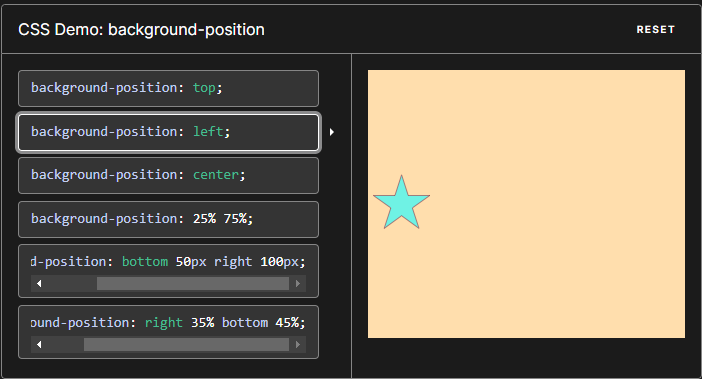 CSS Demo: background-position
RESET
background-position: top;
background-position: left;
background-position: center;
background-position: 25% 75%;
d-position: bottom 50px right 100px;
ound-position: right 35% bottom 45%;